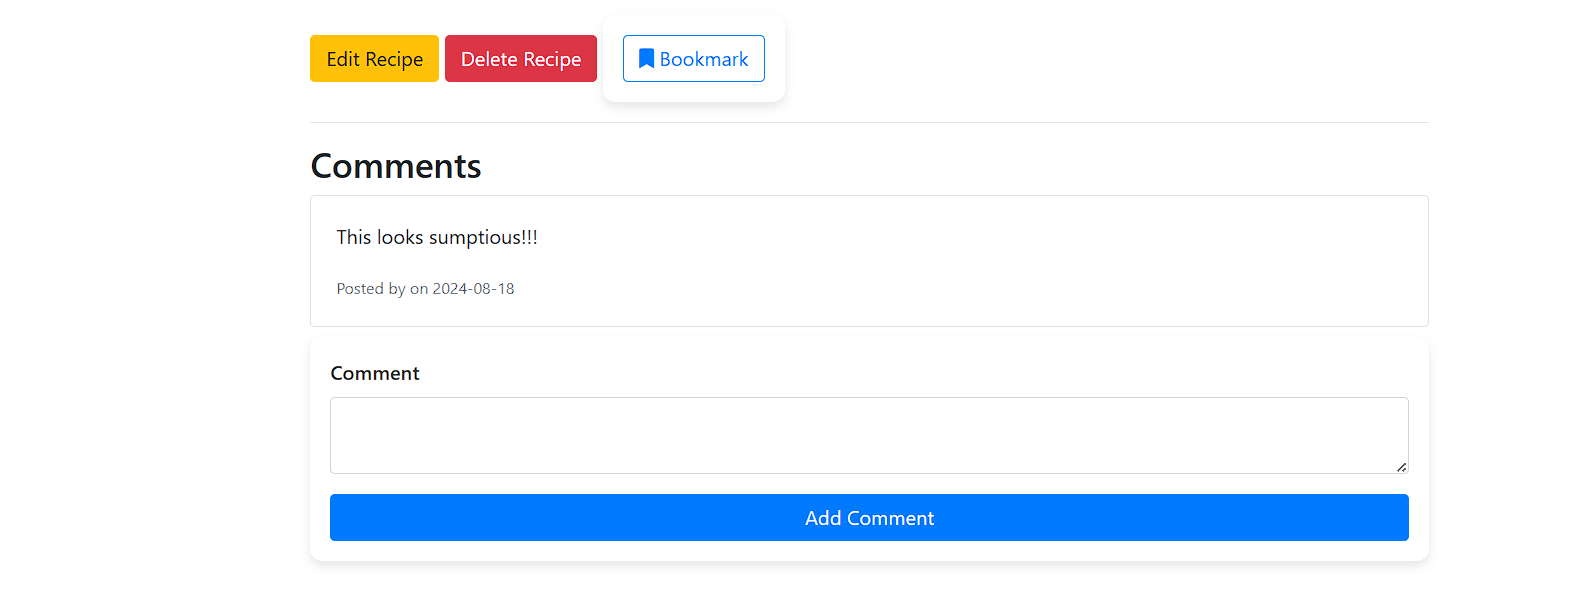 Edit Recipe Delete Recipe Bookmark
Comments
This looks sumptious!!!
Posted by on 2024-08-18
Comment
Add Comment